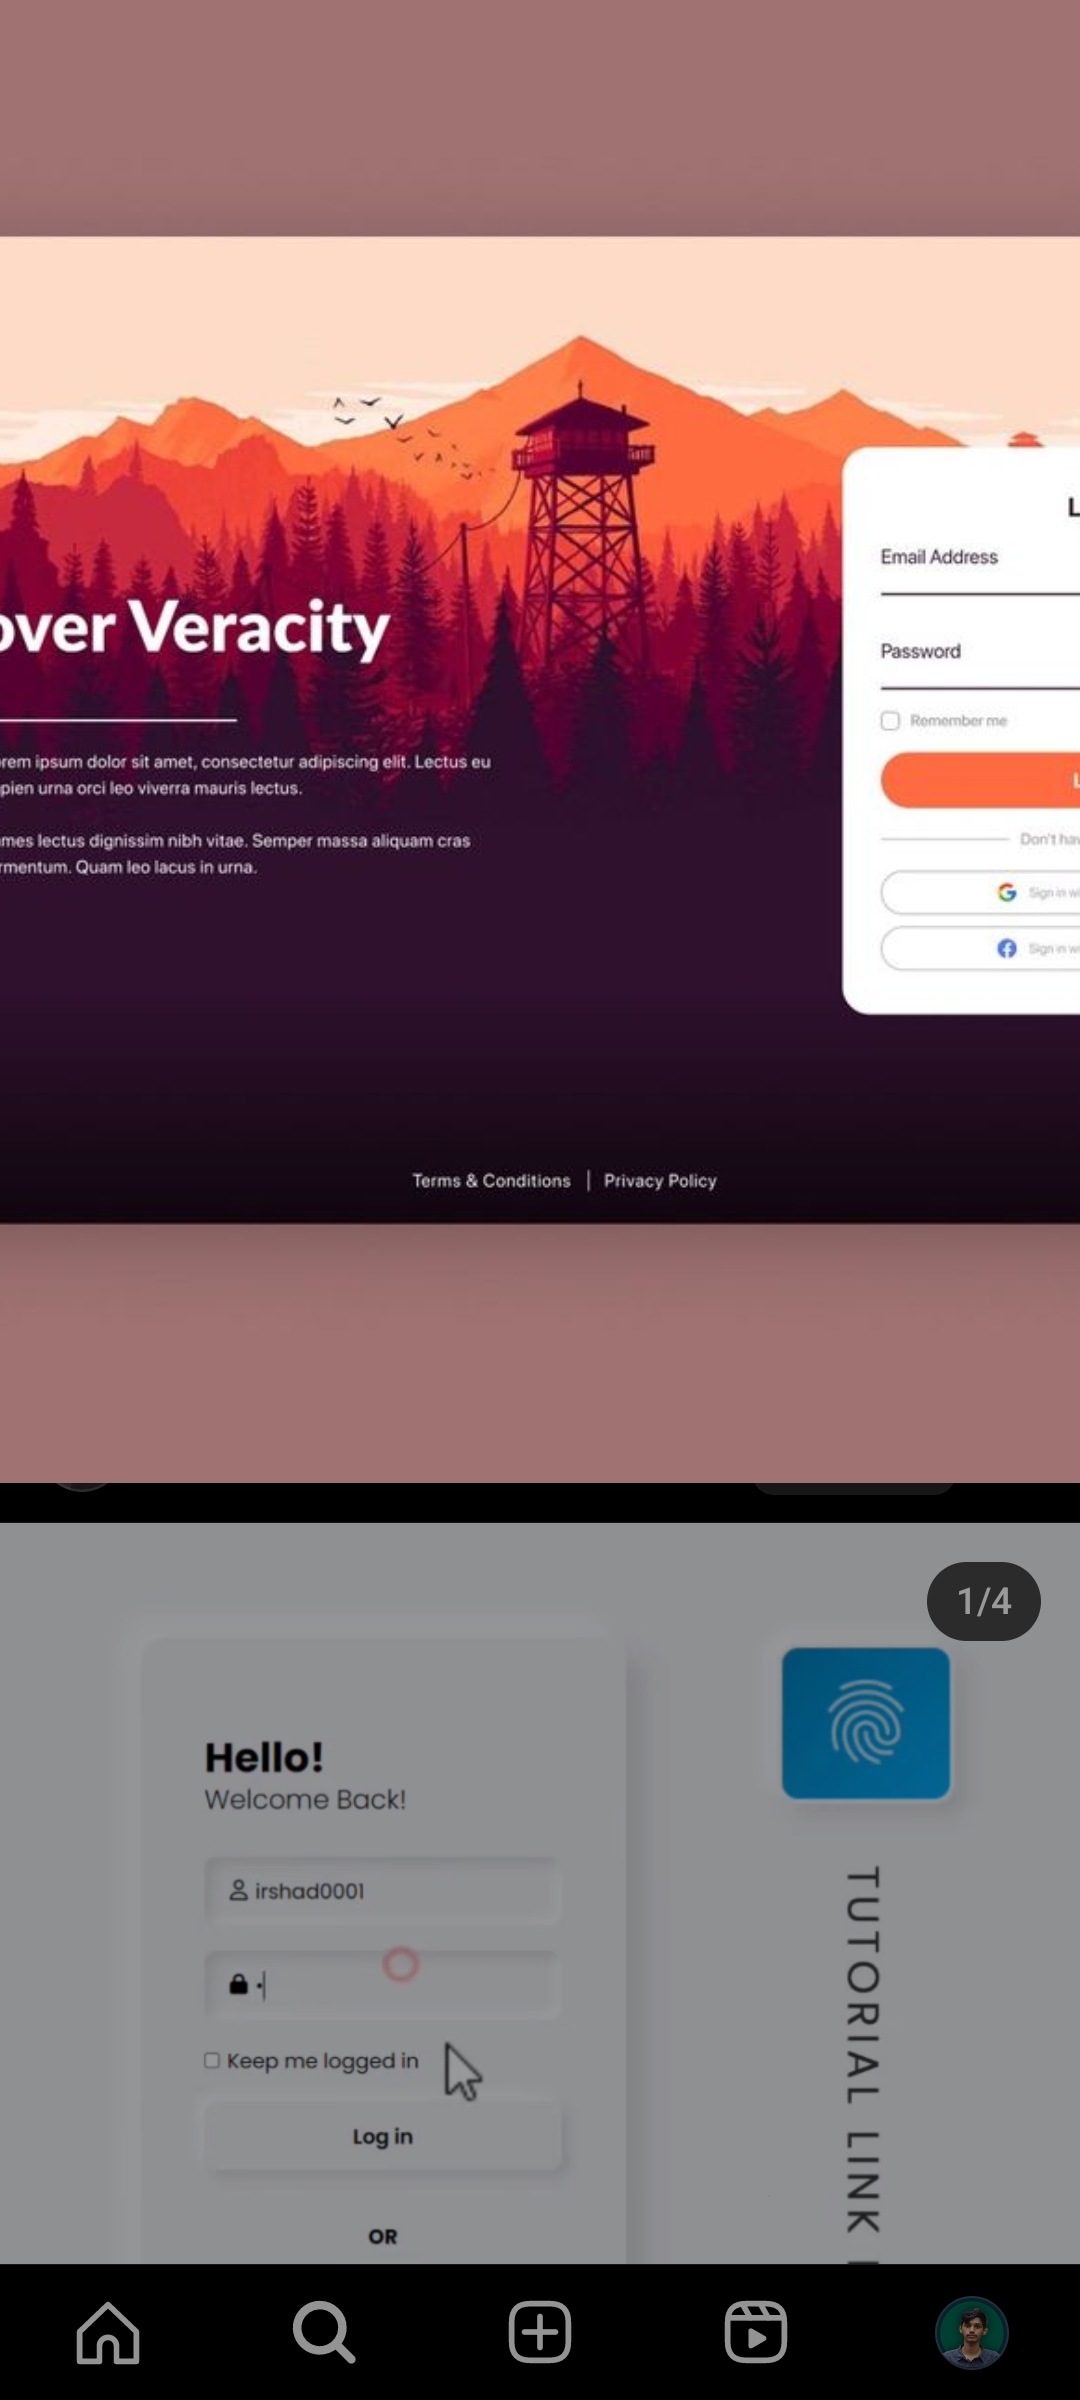 over Veracity
rem ipsum dolor sit amet, consectetur adipiscing elit. Lectus eu
pien urna orci leo viverra mauris lectus.
mes lectus dignissim nibh vitae. Semper massa aliquam cras
rmentum. Quam leo lacus in urna.
L
Email Address
Password
Remember me
L
Don't hav
Sign in wi
Sign in wi
Terms & Conditions | Privacy Policy
1/4
Hello!
Welcome Back!
irshad0001
Keep me logged in
Log in
OR
TUTORIAL LINK